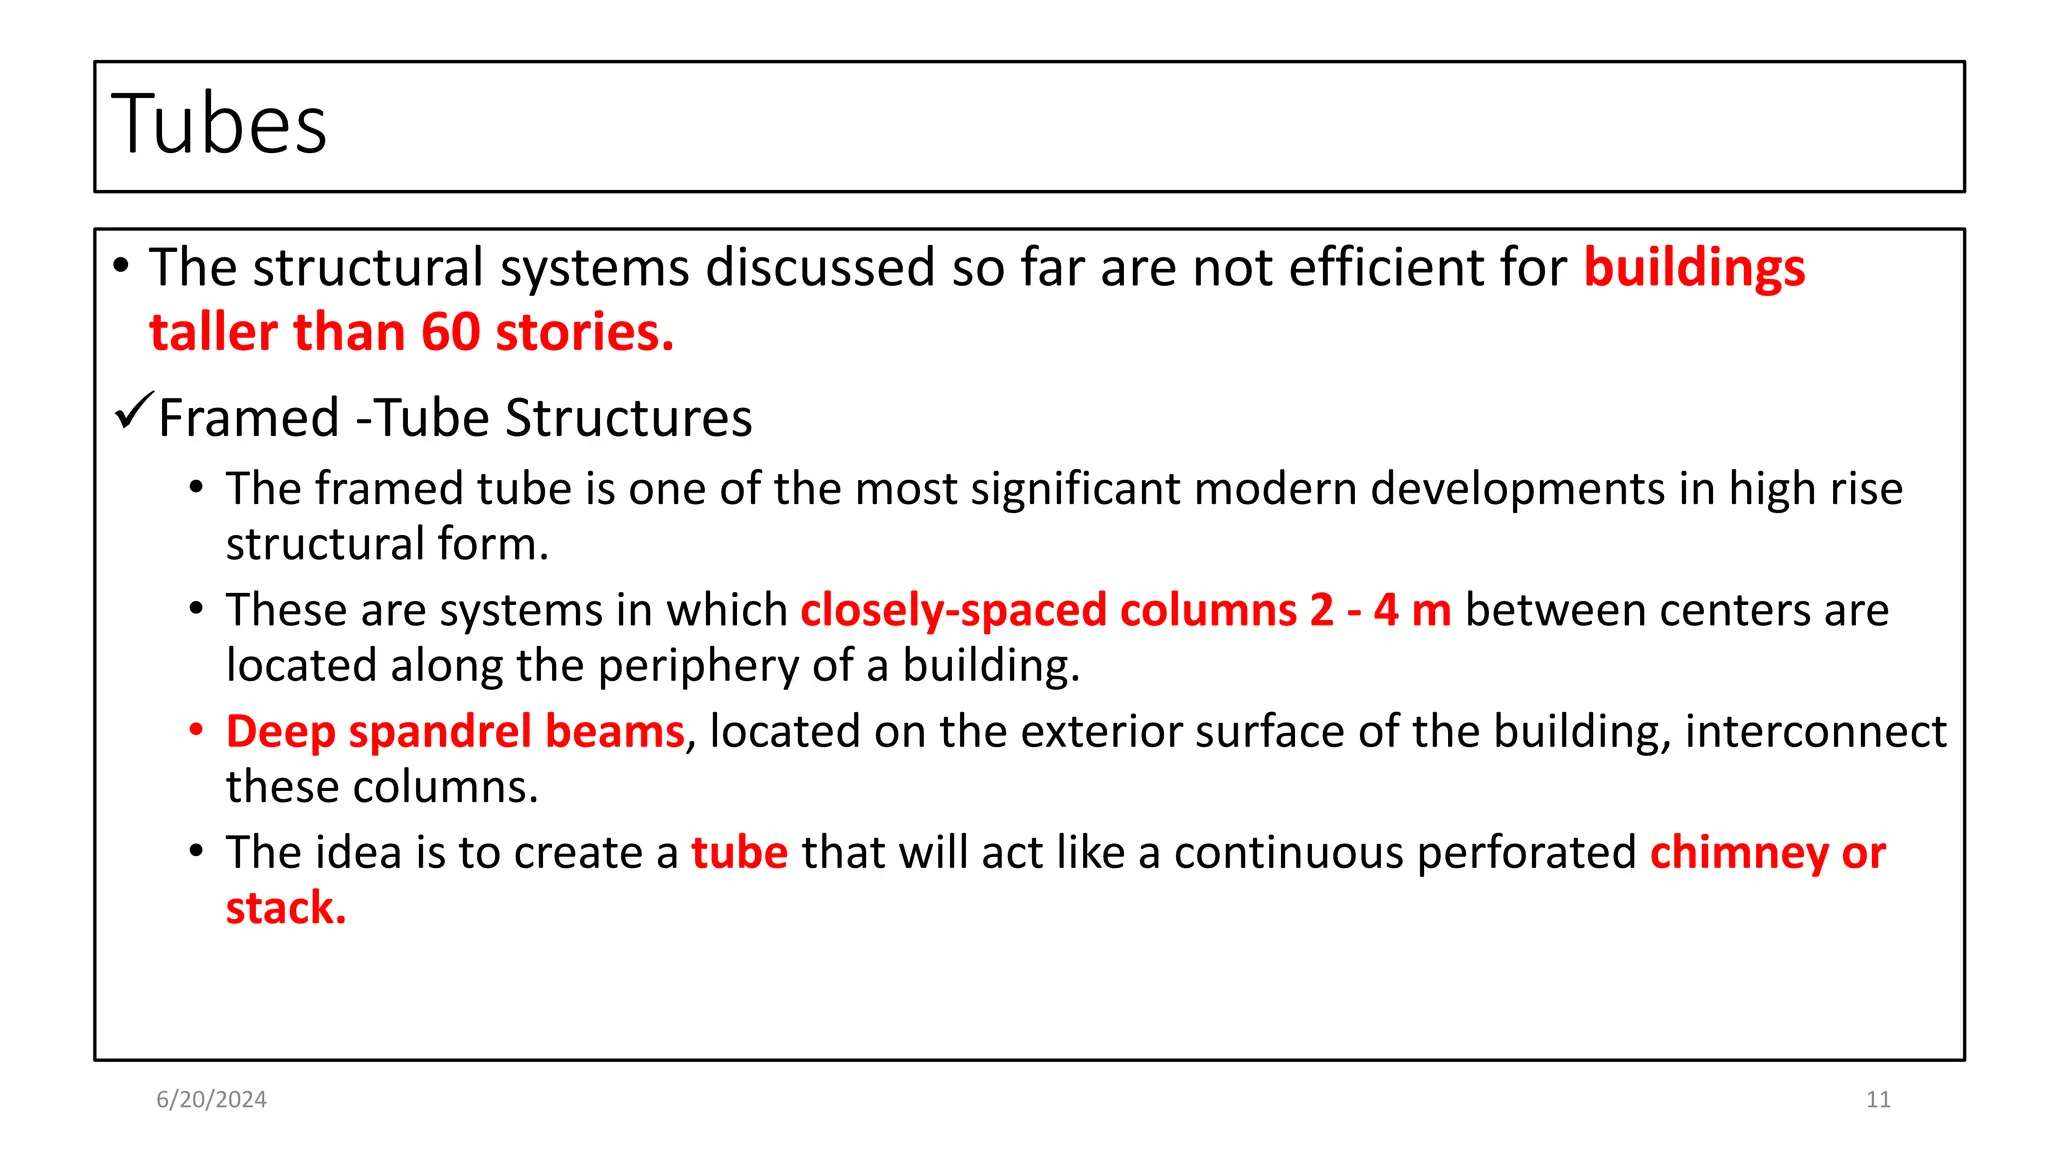 Tubes
• The structural systems discussed so far are not efficient for buildings
taller than 60 stories.
✓Framed -Tube Structures
• The framed tube is one of the most significant modern developments in high rise
structural form.
• These are systems in which closely-spaced columns 2 - 4 m between centers are
located along the periphery of a building.
• Deep spandrel beams, located on the exterior surface of the building, interconnect
these columns.
• The idea is to create a tube that will act like a continuous perforated chimney or
stack.
6/20/2024
11